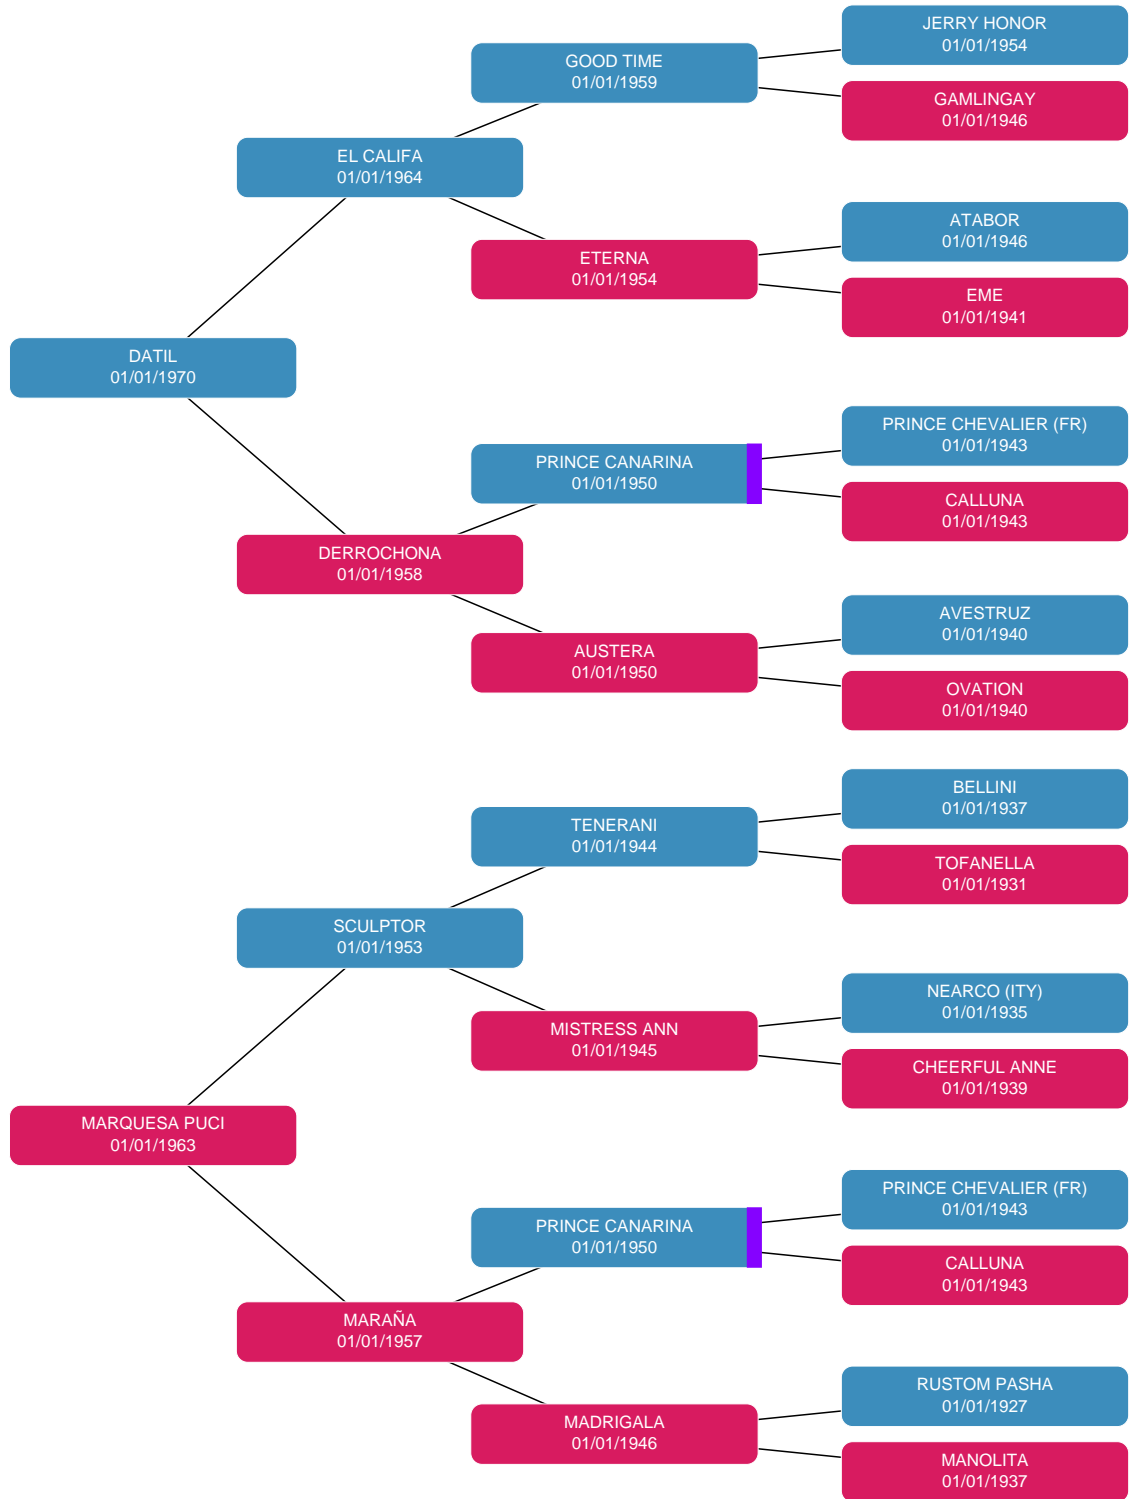 JERRY HONOR
01/01/1954
GOOD TIME
01/01/1959
GAMLINGAY
01/01/1946
EL CALIFA
01/01/1964
ATABOR
01/01/1946
ETERNA
01/01/1954
EME
01/01/1941
DATIL
01/01/1970
PRINCE CHEVALIER (FR)
01/01/1943
PRINCE CANARINA
01/01/1950
CALLUNA
01/01/1943
DERROCHONA
01/01/1958
AVESTRUZ
01/01/1940
AUSTERA
01/01/1950
OVATION
01/01/1940
BELLINI
01/01/1937
TENERANI
01/01/1944
TOFANELLA
01/01/1931
SCULPTOR
01/01/1953
NEARCO (ITY)
01/01/1935
MISTRESS ANN
01/01/1945
CHEERFUL ANNE
01/01/1939
MARQUESA PUCI
01/01/1963
PRINCE CHEVALIER (FR)
01/01/1943
PRINCE CANARINA
01/01/1950
CALLUNA
01/01/1943
MARAÑA
01/01/1957
RUSTOM PASHA
01/01/1927
MADRIGALA
01/01/1946
MANOLITA
01/01/1937